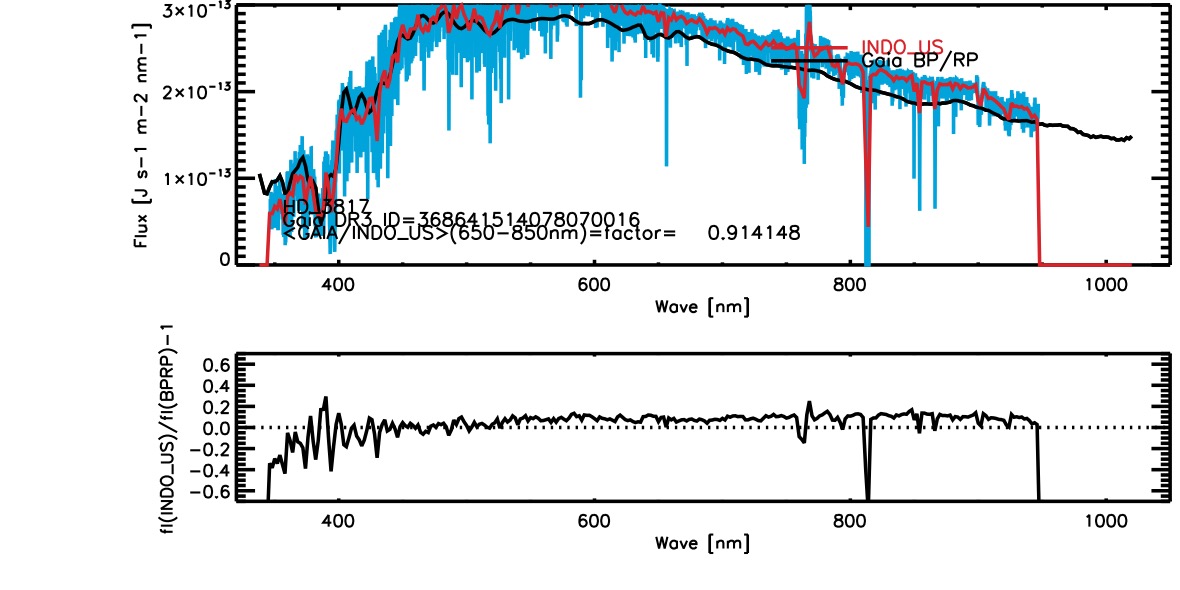 3×10−13
INDO_US
Gaia BP/RP
2×10−13
1×10−13
0
Flux [J s−1 m−2 nm−1]
HD_3817
Gaia DR3 ID=368641514078070016
<GAIA/INDO_US>(650−850nm)=factor= 0.914148
400 600 800 1000
Wave [nm]
0.6
0.4
0.2
0.0
−0.2
−0.4
−0.6
fl(INDO_US)/fl(BPRP)−1
400 600 800 1000
Wave [nm]